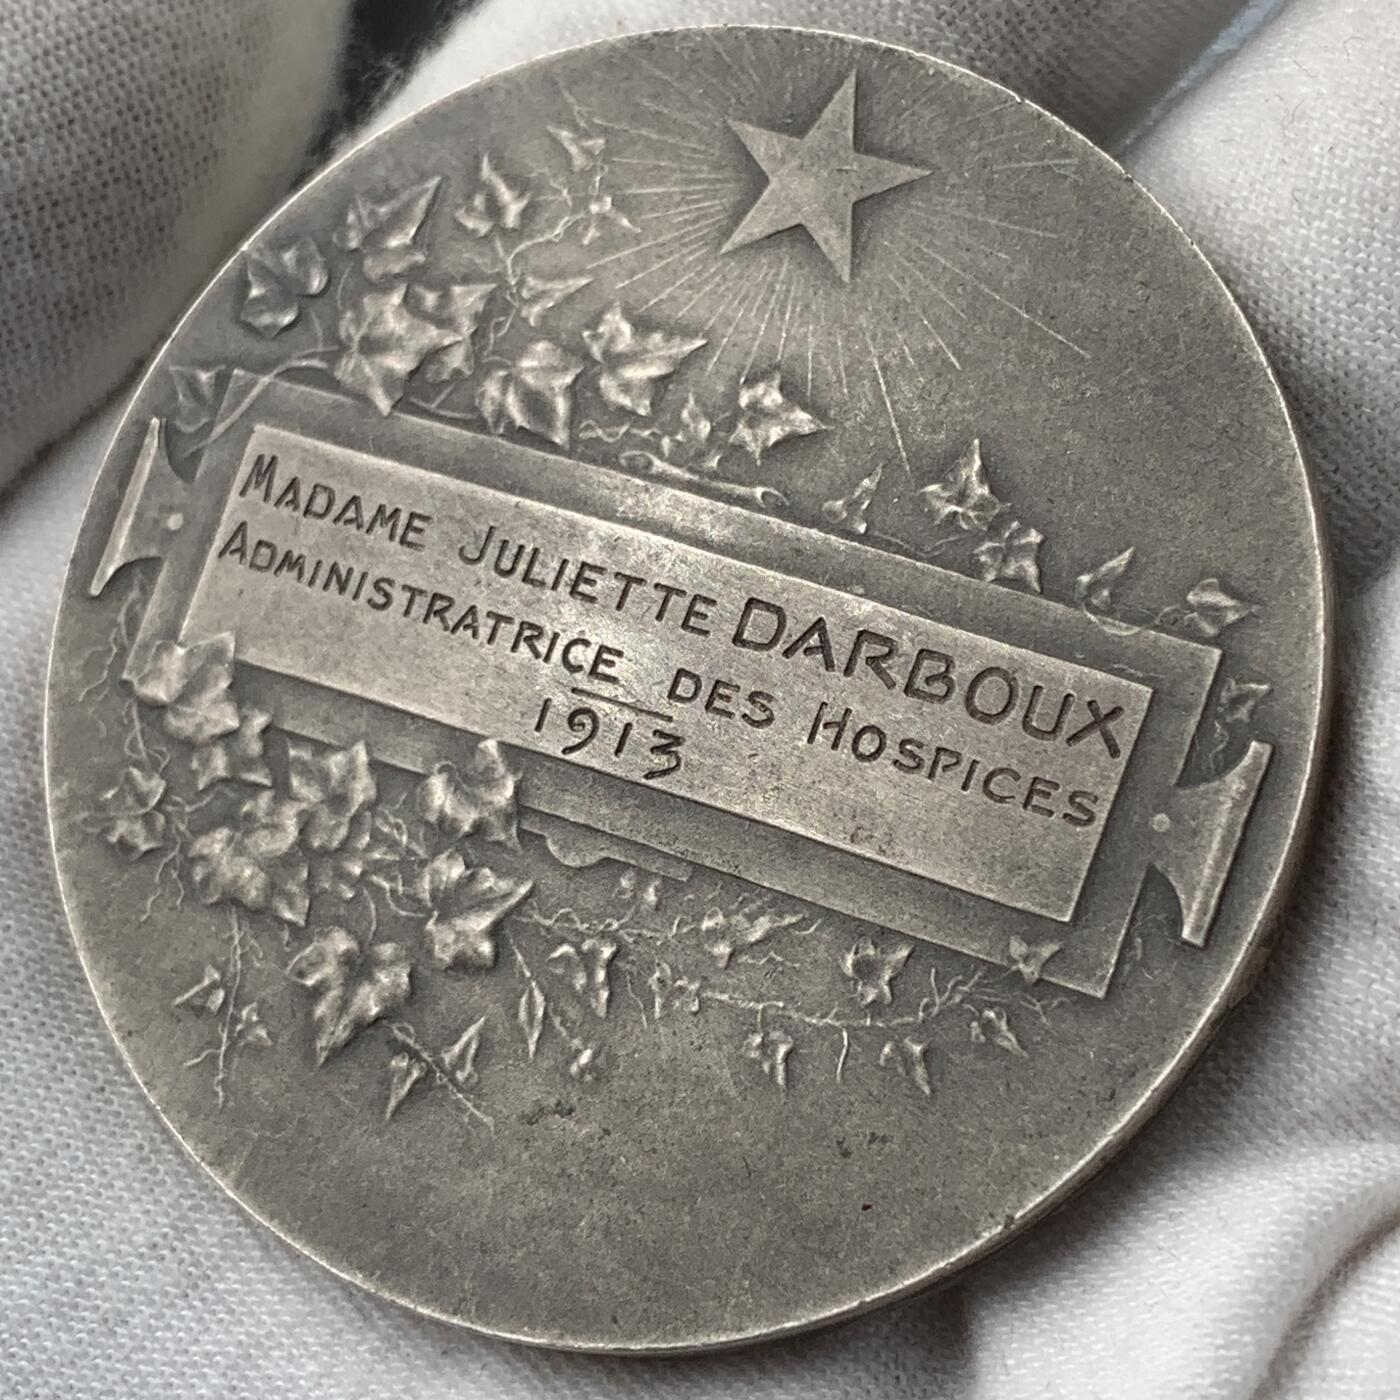 MADAME JULIETTE DARBOUX
ADMINISTRATRICE DES HOSPICES
1913